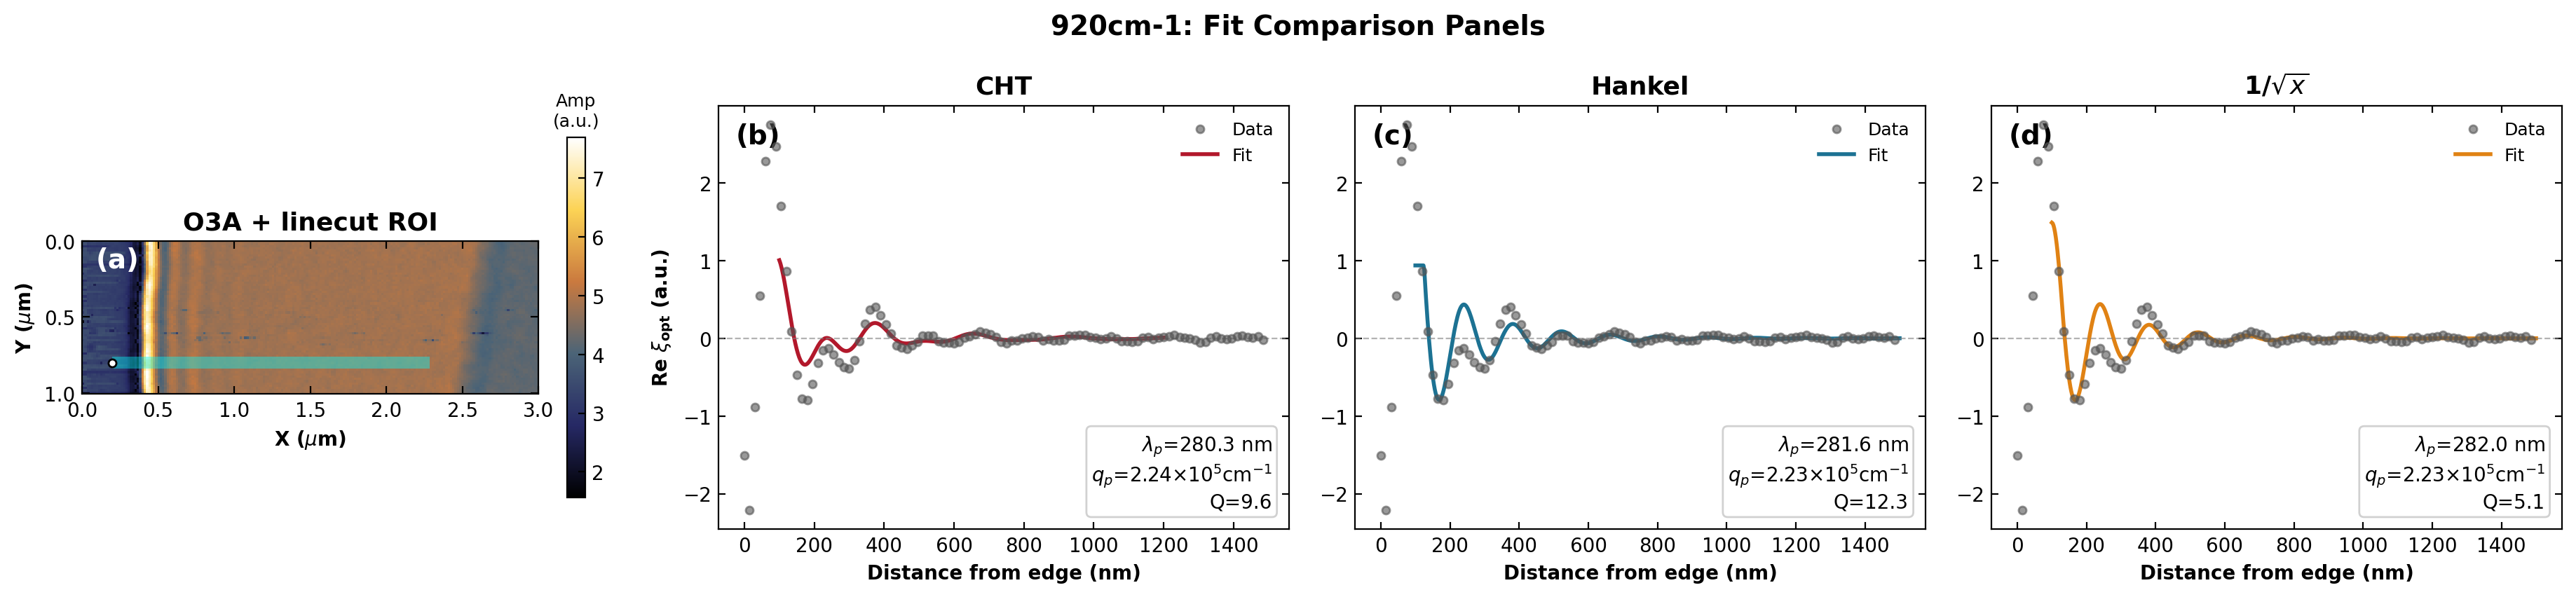 920cm-1: Fit Comparison Panels
O3A + linecut ROI
(a)
Y (μm)
0.0
0.5
1.0
0.0 0.5 1.0 1.5 2.0 2.5 3.0
X (μm)
Amp
(a.u.)
7
6
5
4
3
2
CHT
(b)
Data
Fit
Re ξopt (a.u.)
2
1
0
−1
−2
λp=280.3 nm
qp=2.24×10⁵cm⁻¹
Q=9.6
0 200 400 600 800 1000 1200 1400
Distance from edge (nm)
Hankel
(c)
Data
Fit
2
1
0
−1
−2
λp=281.6 nm
qp=2.23×10⁵cm⁻¹
Q=12.3
0 200 400 600 800 1000 1200 1400
Distance from edge (nm)
1/√x
(d)
Data
Fit
2
1
0
−1
−2
λp=282.0 nm
qp=2.23×10⁵cm⁻¹
Q=5.1
0 200 400 600 800 1000 1200 1400
Distance from edge (nm)